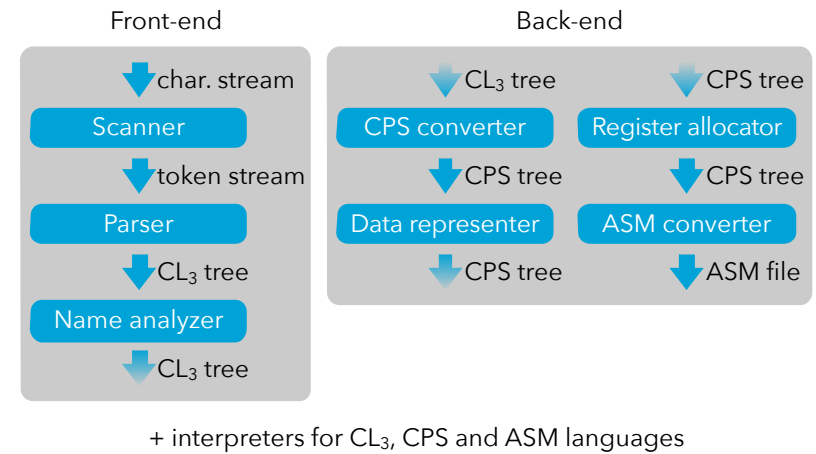 Front-end
char. stream
Scanner
token stream
Parser
CL₃ tree
Name analyzer
CL₃ tree
Back-end
CL₃ tree
CPS converter
CPS tree
Data representer
CPS tree
CPS tree
Register allocator
CPS tree
ASM converter
ASM file
+ interpreters for CL₃, CPS and ASM languages